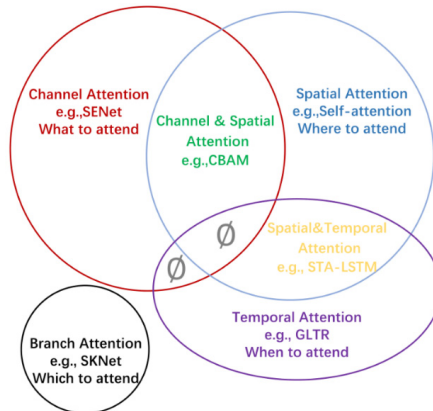 Channel Attention
e.g.,SENet
What to attend
Spatial Attention
e.g.,Self-attention
Where to attend
Channel & Spatial
Attention
e.g.,CBAM
∅
∅
Spatial&Temporal
Attention
e.g., STA-LSTM
Temporal Attention
e.g., GLTR
When to attend
Branch Attention
e.g., SKNet
Which to attend